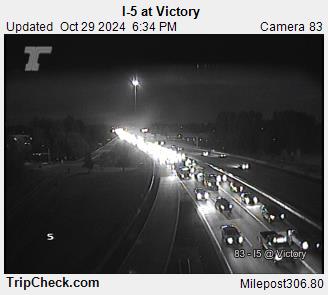 I-5 at Victory
Updated Oct 29 2024 6:34 PM Camera 83
T
S
83 - I5 @ Victory
TripCheck.com Milepost306.80